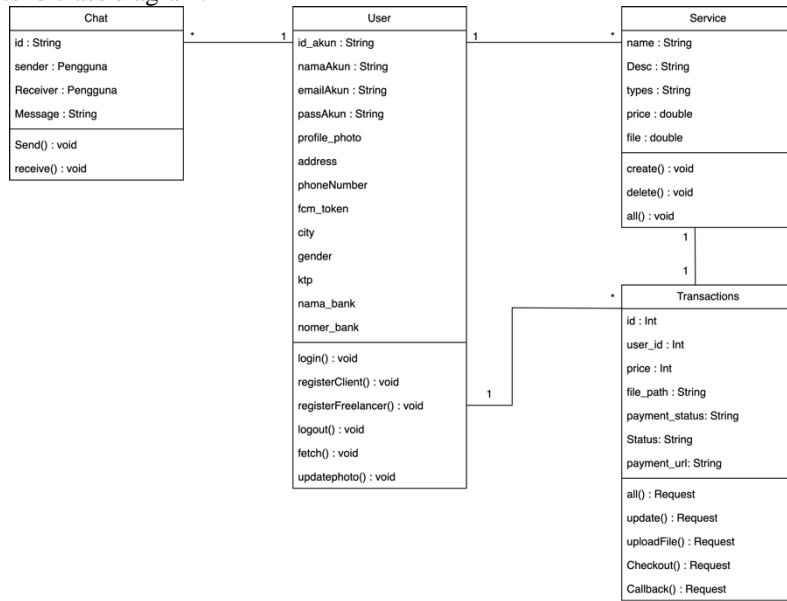 Chat
id : String
sender : Pengguna
Receiver : Pengguna
Message : String
Send() : void
receive() : void
*
1
User
id_akun : String
namaAkun : String
emailAkun : String
passAkun : String
profile_photo
address
phoneNumber
fcm_token
city
gender
ktp
nama_bank
nomer_bank
login() : void
registerClient() : void
registerFreelancer() : void
logout() : void
fetch() : void
updatephoto() : void
1
*
Service
name : String
Desc : String
types : String
price : double
file : double
create() : void
delete() : void
all() : void
1
1
*
1
Transactions
id : Int
user_id : Int
price : Int
file_path : String
payment_status: String
Status: String
payment_url: String
all() : Request
update() : Request
uploadFile() : Request
Checkout() : Request
Callback() : Request